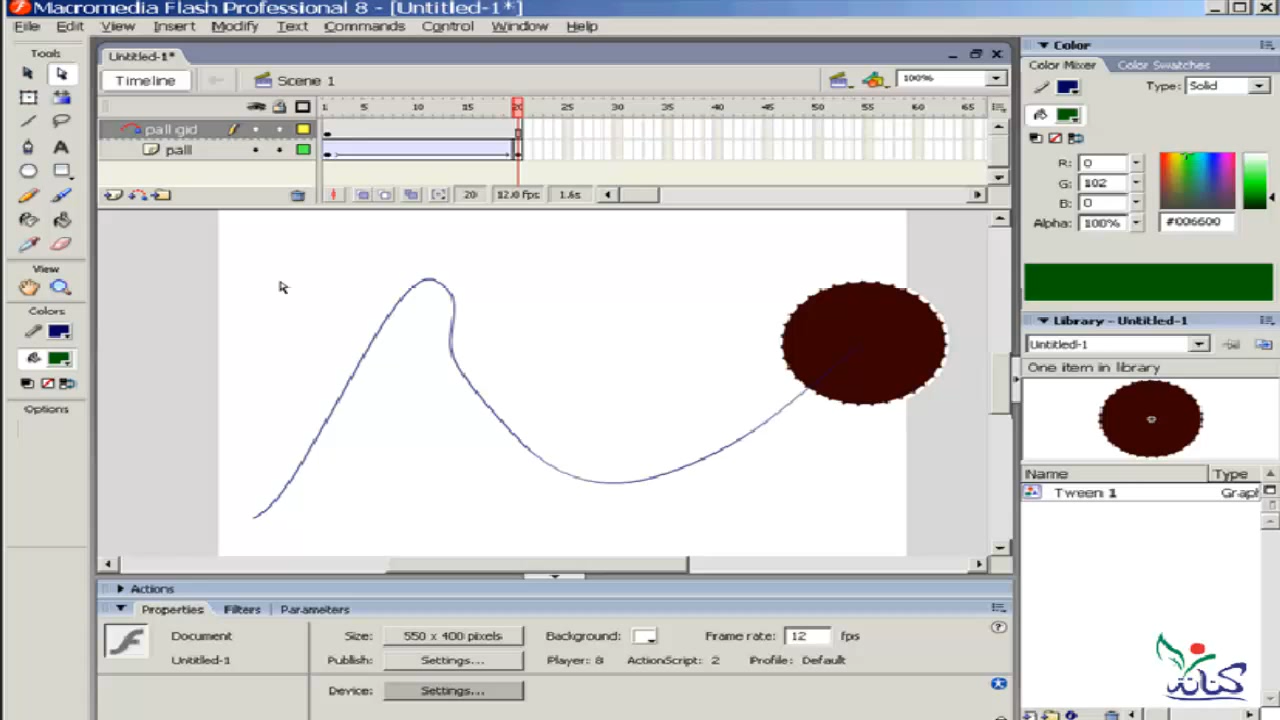 Macromedia Flash Professional 8 - [Untitled-1*]
File Edit View Insert Modify Text Commands Control Window Help
Tools
Untitled-1*
Timeline
Scene 1
100%
1 5 10 15 20 25 30 35 40 45 50 55 60 65
pall gid
pall
20 12.0 fps 1.6s
View
Colors
Options
Color
Color Mixer Color Swatches
Type: Solid
R: 0
G: 102
B: 0
Alpha: 100% #006600
Library - Untitled-1
Untitled-1
One item in library
Name Type
Tween 1 Graph
Actions
Properties Filters Parameters
Document Size: 550 x 400 pixels Background: Frame rate: 12 fps
Untitled-1 Publish: Settings... Player: 8 ActionScript: 2 Profile: Default
Device: Settings...
كنانة